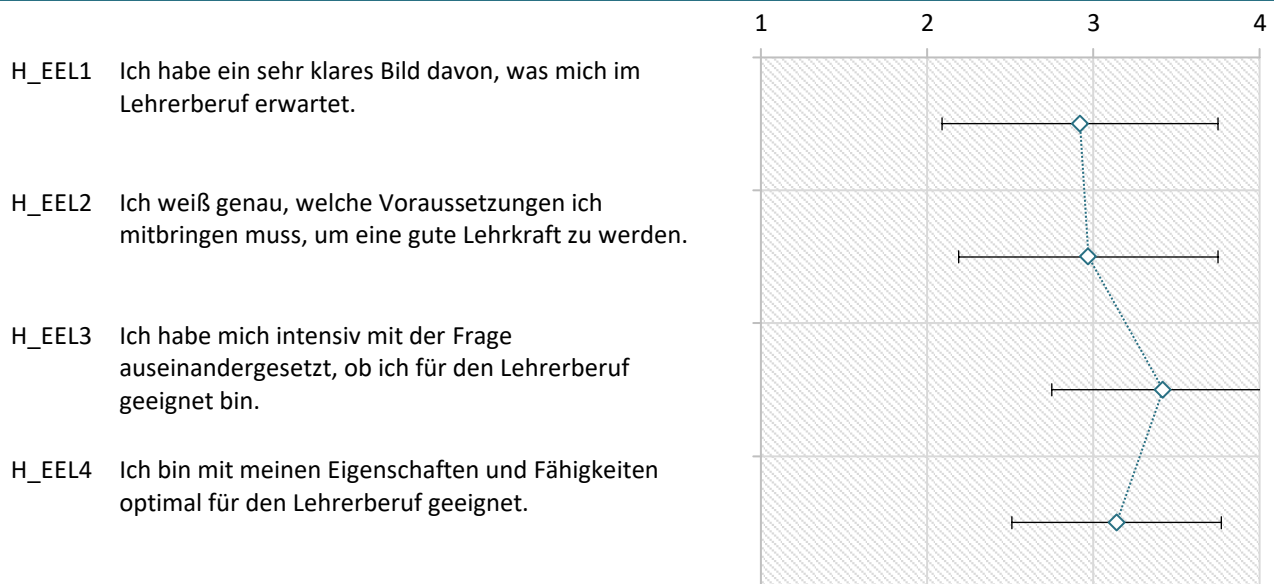 1 2 3 4
H_EEL1 Ich habe ein sehr klares Bild davon, was mich im
Lehrerberuf erwartet.
H_EEL2 Ich weiß genau, welche Voraussetzungen ich
mitbringen muss, um eine gute Lehrkraft zu werden.
H_EEL3 Ich habe mich intensiv mit der Frage
auseinandergesetzt, ob ich für den Lehrerberuf
geeignet bin.
H_EEL4 Ich bin mit meinen Eigenschaften und Fähigkeiten
optimal für den Lehrerberuf geeignet.